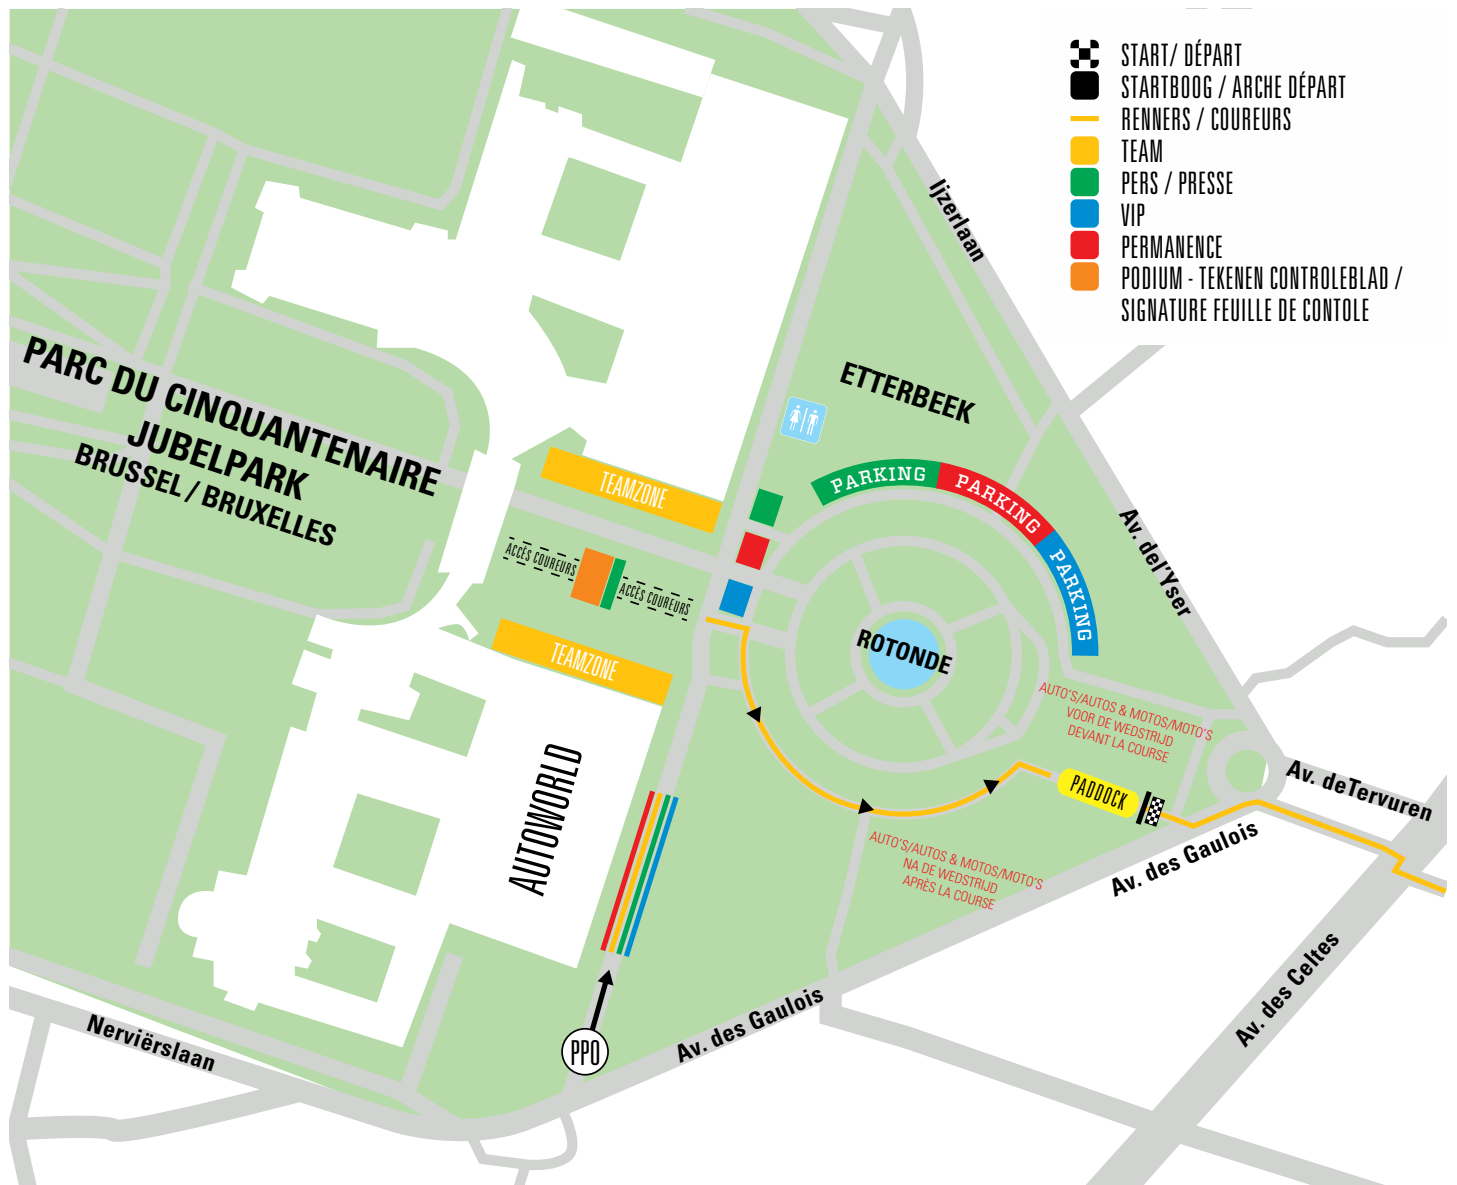 START/ DÉPART
STARTBOOG / ARCHE DÉPART
RENNERS / COUREURS
TEAM
PERS / PRESSE
VIP
PERMANENCE
PODIUM - TEKENEN CONTROLEBLAD /
SIGNATURE FEUILLE DE CONTOLE
Ijzerlaan
PARC DU CINQUANTENAIRE
JUBELPARK
BRUSSEL / BRUXELLES
ETTERBEEK
TEAMZONE
PARKING
PARKING
PARKING
Av. del'Yser
ACCÈS COUREURS
ACCÈS COUREURS
TEAMZONE
ROTONDE
AUTO'S/AUTOS & MOTOS/MOTO'S
VOOR DE WEDSTRIJD
DEVANT LA COURSE
AUTOWORLD
PADDOCK
Av. deTervuren
AUTO'S/AUTOS & MOTOS/MOTO'S
NA DE WEDSTRIJD
APRÈS LA COURSE
Av. des Gaulois
Av. des Celtes
Av. des Gaulois
Nerviërslaan
PPO